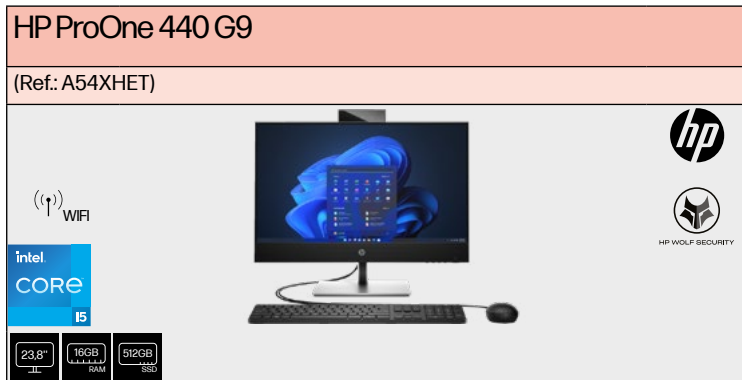 HP ProOne 440 G9
(Ref.: A54XHET)
hp
WIFI
HP WOLF SECURITY
intel.
CORE
i5
23,8"
16GB
RAM
512GB
SSD